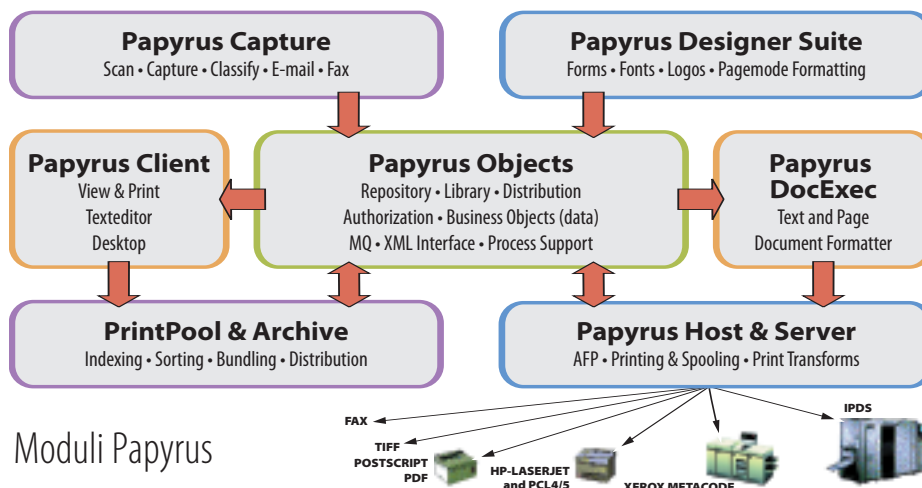 Papyrus Capture
Scan • Capture • Classify • E-mail • Fax
Papyrus Designer Suite
Forms • Fonts • Logos • Pagemode Formatting
Papyrus Client
View & Print
Texteditor
Desktop
Papyrus Objects
Repository • Library • Distribution
Authorization • Business Objects (data)
MQ • XML Interface • Process Support
Papyrus
DocExec
Text and Page
Document Formatter
PrintPool & Archive
Indexing • Sorting • Bundling • Distribution
Papyrus Host & Server
AFP • Printing & Spooling • Print Transforms
Moduli Papyrus
FAX
TIFF
POSTSCRIPT
PDF
HP-LASERJET
and PCL4/5
XEROX METACODE
IPDS